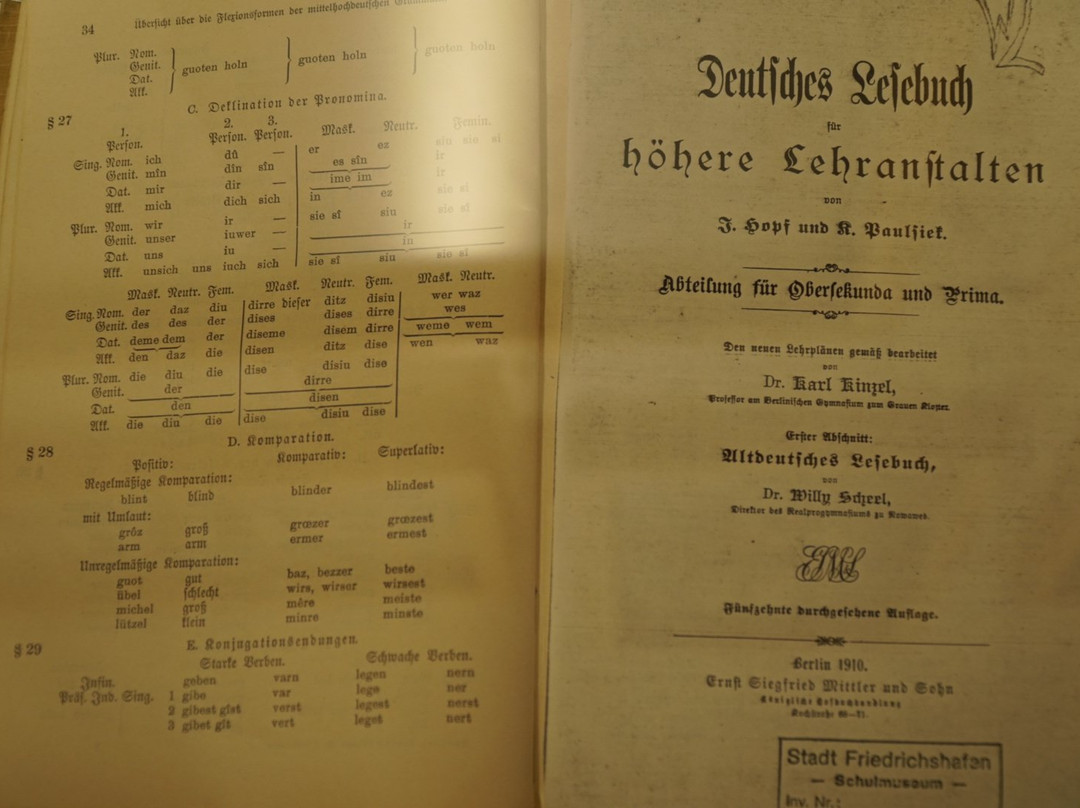 34 Übersicht über die Flexionsformen der mittelhochdeutschen
Plur. Nom.
Genit. guoten holn guoten holn guoten holn
Dat.
Akk.
C. Deklination der Pronomina.
§ 27
1. 2. 3. Mask. Neutr. Femin.
Person. Person. Person.
Sing. Nom. ich dû — er ez siu sie si
Genit. mîn dîn sîn es sîn ir
Dat. mir dir — ime im ir
Akk. mich dich sich in ez sie si
Plur. Nom. wir ir — sie sî siu sie sî
Genit. unser iuwer — ir
Dat. uns iu — in
Akk. unsich uns iuch sich sie sî siu sie sî
Mask. Neutr. Fem. Mask. Neutr. Fem. Mask. Neutr.
Sing. Nom. der daz diu dirre dieser ditz disiu wer waz
Genit. des des der dises dises dirre wes
Dat. deme dem der diseme disem dirre weme wem
Akk. den daz die disen ditz dise wen waz
Plur. Nom. die diu die dise disiu dise
Genit. der dirre
Dat. den disen
Akk. die diu die dise disiu dise
§ 28
D. Komparation.
Positiv: Komparativ: Superlativ:
Regelmäßige Komparation:
blint blind blinder blindest
mit Umlaut:
grôz groß grœzer grœzest
arm arm ermer ermest
Unregelmäßige Komparation:
guot gut baz, bezzer beste
übel schlecht wirs, wirser wirsest
michel groß mêre meiste
lützel klein minre minste
§ 29
E. Konjugationsendungen.
Starke Verben. Schwache Verben.
Infin. geben varn legen nern
Präs. Ind. Sing. 1 gibe var lege ner
2 gibest gîst verst legest nerst
3 gibet gît vert leget nert
Deutsches Lesebuch
für
höhere Lehranstalten
von
J. Hopf und K. Paulsiek.
Abteilung für Obersekunda und Prima.
Den neuen Lehrplänen gemäß bearbeitet
von
Dr. Karl Kinzel,
Professor am Berlinischen Gymnasium zum Grauen Kloster.
Erster Abschnitt:
Altdeutsches Lesebuch,
von
Dr. Willy Scheel,
Direktor des Realprogymnasiums zu Nowawes.
Fünfzehnte durchgesehene Auflage.
Berlin 1910.
Ernst Siegfried Mittler und Sohn
Königliche Hofbuchhandlung
Kochstraße 68–71.
Stadt Friedrichshafen
— Schulmuseum —
Inv. Nr.: